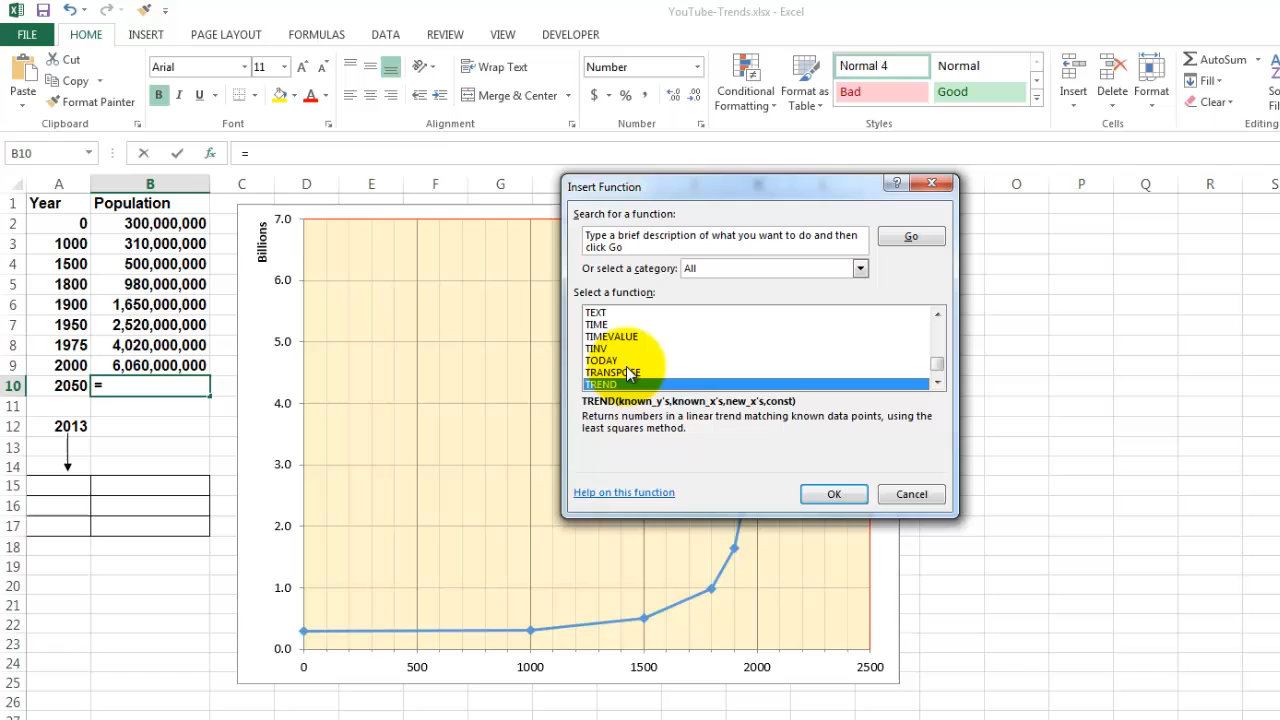 YouTube-Trends.xlsx - Excel
FILE HOME INSERT PAGE LAYOUT FORMULAS DATA REVIEW VIEW DEVELOPER
Paste
Cut
Copy
Format Painter
Clipboard
Arial 11
B I U
Font
Wrap Text
Merge & Center
Alignment
Number
$ % ,
Number
Conditional Formatting
Format as Table
Normal 4 Normal
Bad Good
Styles
Insert Delete Format
Cells
AutoSum
Fill
Clear
Editing
B10 fx =
A B C D E F G O P Q R S
1 Year Population
2 0 300,000,000
3 1000 310,000,000
4 1500 500,000,000
5 1800 980,000,000
6 1900 1,650,000,000
7 1950 2,520,000,000
8 1975 4,020,000,000
9 2000 6,060,000,000
10 2050 =
11
12 2013
13
14
15
16
17
18
19
20
21
22
23
24
25
26
Billions
7.0
6.0
5.0
4.0
3.0
2.0
1.0
0.0
0 500 1000 1500 2000 2500
Insert Function
?
Search for a function:
Type a brief description of what you want to do and then
click Go
Go
Or select a category: All
Select a function:
TEXT
TIME
TIMEVALUE
TINV
TODAY
TRANSPOSE
TREND
TREND(known_y's,known_x's,new_x's,const)
Returns numbers in a linear trend matching known data points, using the
least squares method.
Help on this function
OK
Cancel